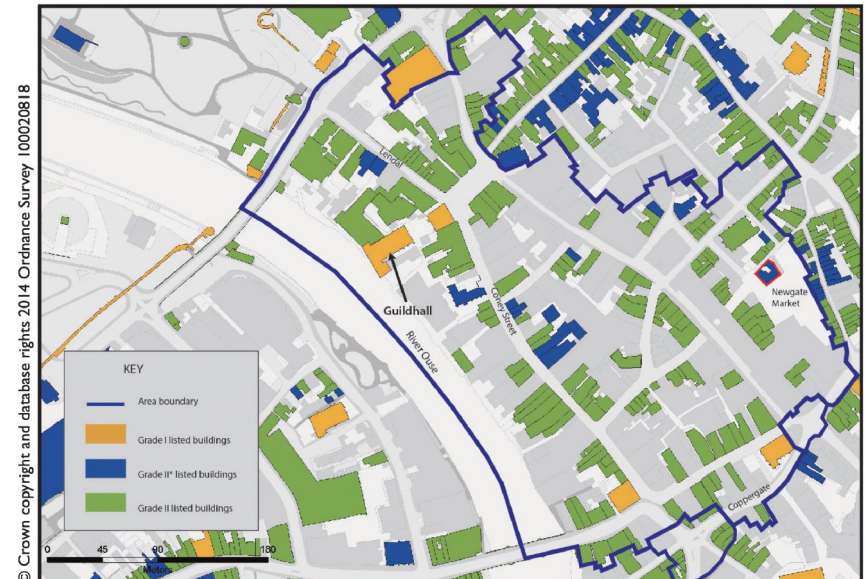 © Crown copyright and database rights 2014 Ordnance Survey 100020818
Lendal
Guildhall
Coney Street
River Ouse
Newgate
Market
Coppergate
KEY
Area boundary
Grade I listed buildings
Grade II* listed buildings
Grade II listed buildings
0 45 90 180
Meters